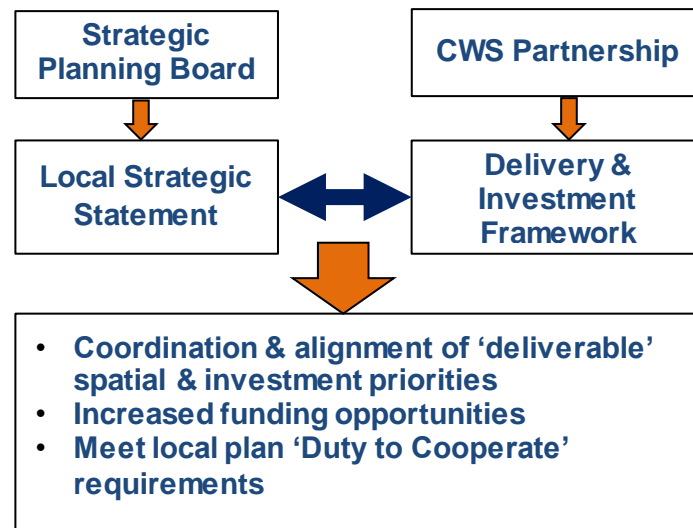 Strategic
Planning Board
CWS Partnership
Local Strategic
Statement
Delivery &
Investment
Framework
• Coordination & alignment of ‘deliverable’
spatial & investment priorities
• Increased funding opportunities
• Meet local plan ‘Duty to Cooperate’
requirements